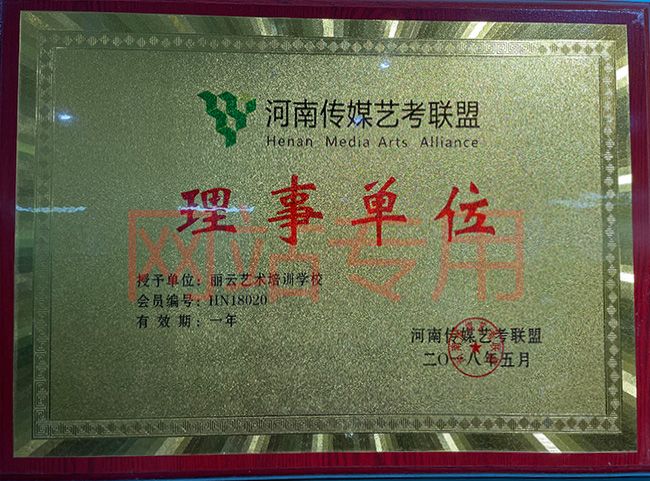 河南传媒艺考联盟
Henan Media Arts Alliance
理事单位
网站专用
授予单位：丽云艺术培训学校
会员编号：HN18020
有效期：一年
河南传媒艺考联盟
二〇一八年五月